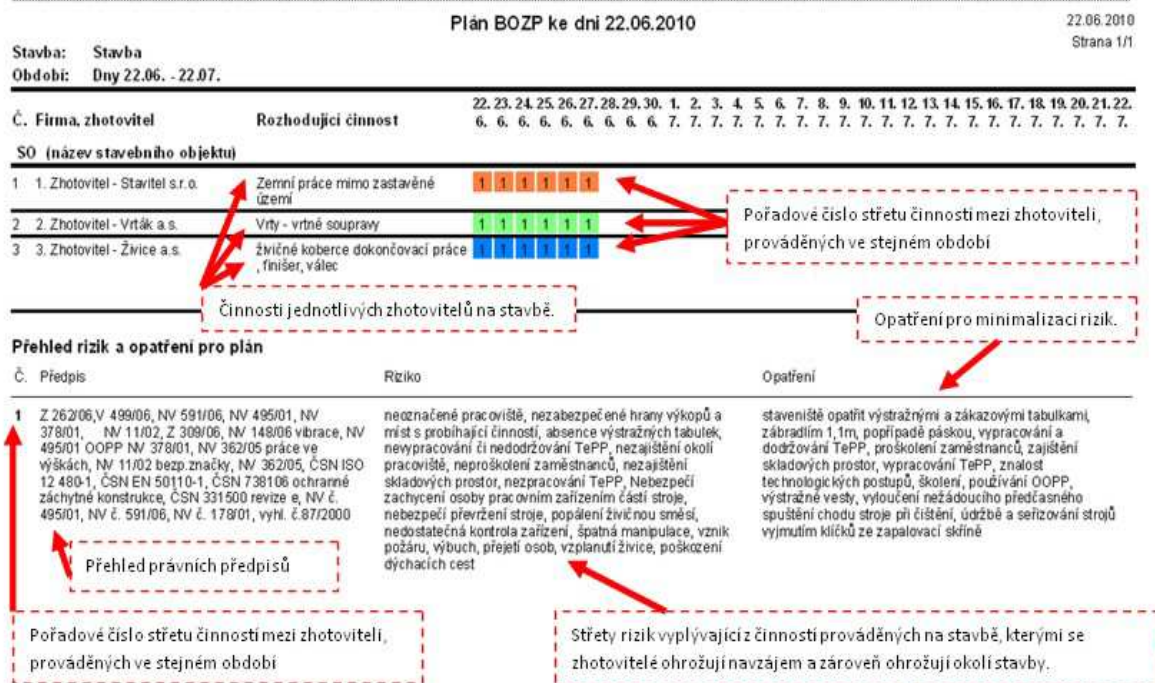 Plán BOZP ke dni 22.06.2010
22.06.2010
Strana 1/1
Stavba: Stavba
Období: Dny 22.06. - 22.07.
22. 23. 24. 25. 26. 27. 28. 29. 30. 1. 2. 3. 4. 5. 6. 7. 8. 9. 10. 11. 12. 13. 14. 15. 16. 17. 18. 19. 20. 21. 22.
Č. Firma, zhotovitel Rozhodující činnost 6. 6. 6. 6. 6. 6. 6. 6. 6. 7. 7. 7. 7. 7. 7. 7. 7. 7. 7. 7. 7. 7. 7. 7. 7. 7. 7. 7. 7. 7. 7.
SO (název stavebního objektu)
1 1. Zhotovitel - Stavitel s.r.o. Zemní práce mimo zastavěné 1 1 1 1 1 1
území
2 2. Zhotovitel - Vrták a.s. Vrty - vrtné soupravy 1 1 1 1 1 1
3 3. Zhotovitel - Živice a.s. živičné koberce dokončovací práce 1 1 1 1 1 1
, finišer, válec
Pořadové číslo střetu činností mezi zhotoviteli,
prováděných ve stejném období
Činnosti jednotlivých zhotovitelů na stavbě.
Opatření pro minimalizaci rizik.
Přehled rizik a opatření pro plán
Č. Předpis Riziko Opatření
1 Z 262/06,V 499/06, NV 591/06, NV 495/01, NV
378/01, NV 11/02, Z 309/06, NV 148/06 vibrace, NV
495/01 OOPP NV 378/01, NV 362/05 práce ve
výškách, NV 11/02 bezp.značky, NV 362/05, ČSN ISO
12 480-1, ČSN EN 50110-1, ČSN 738106 ochranné
záchytné konstrukce, ČSN 331500 revize e, NV č.
495/01, NV č. 591/06, NV č. 178/01, vyhl. č.87/2000
neoznačené pracoviště, nezabezpečené hrany výkopů a
míst s probíhající činností, absence výstražných tabulek,
nevypracování či nedodržování TePP, nezajištění okolí
pracoviště, neproškolení zaměstnanců, nezajištění
skladových prostor, nezpracování TePP, Nebezpečí
zachycení osoby pracovním zařízením částí stroje,
nebezpečí převržení stroje, popálení živičnou směsí,
nedostatečná kontrola zařízení, špatná manipulace, vznik
požáru, výbuch, přejetí osob, vzplanutí živice, poškození
dýchacích cest
staveniště opatřit výstražnými a zákazovými tabulkami,
zábradlím 1,1m, popřípadě páskou, vypracování a
dodržování TePP, proškolení zaměstnanců, zajištění
skladových prostor, vypracování TePP, znalost
technologických postupů, školení, používání OOPP,
výstražné vesty, vyloučení nežádoucího předčasného
spuštění chodu stroje při čištění, údržbě a seřizování strojů
vyjmutím klíčků ze zapalovací skříně
Přehled právních předpisů
Pořadové číslo střetu činností mezi zhotoviteli,
prováděných ve stejném období
Střety rizik vyplývající z činností prováděných na stavbě, kterými se
zhotovitelé ohrožují navzájem a zároveň ohrožují okolí stavby.